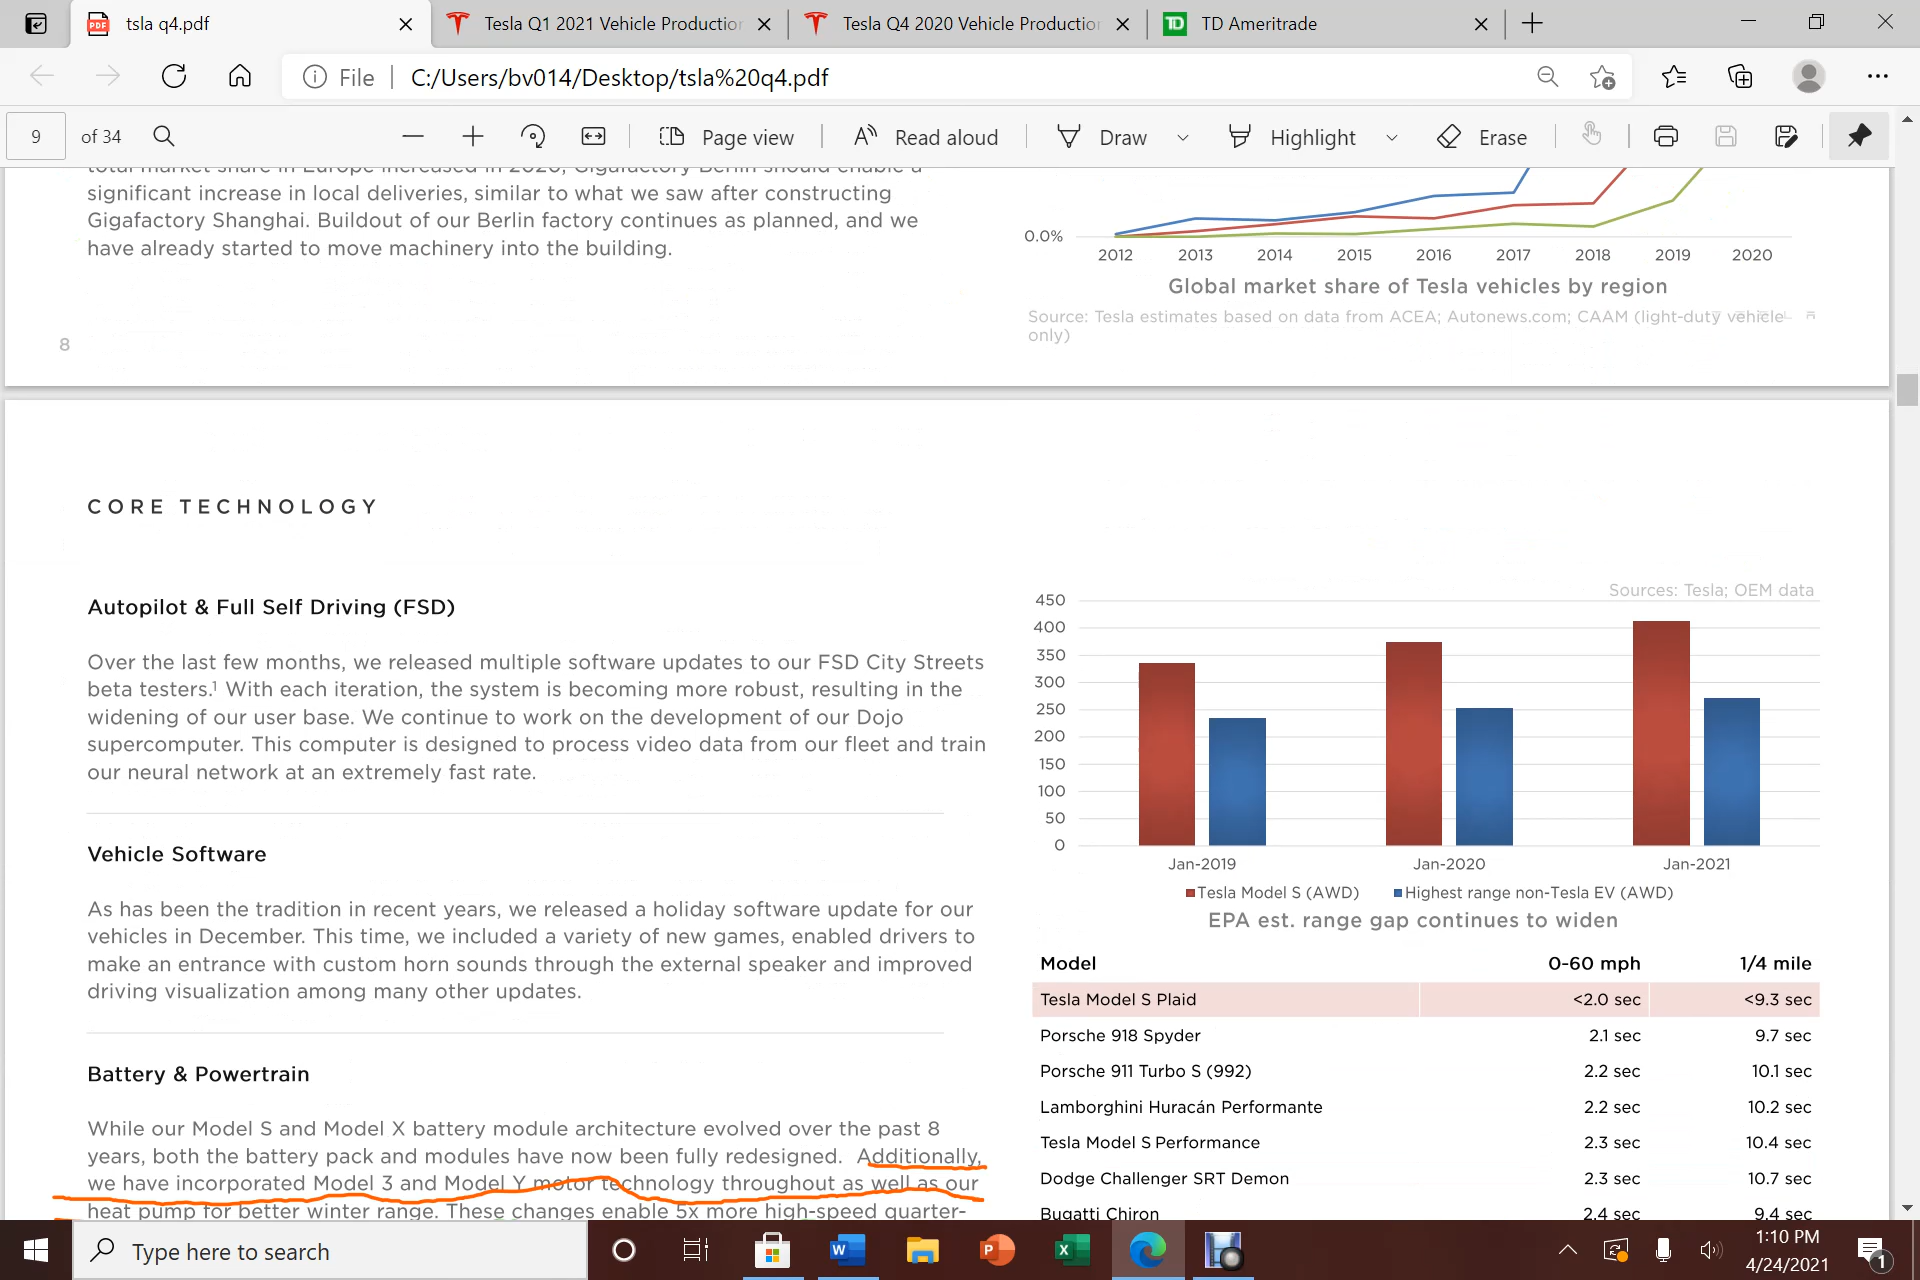 tsla q4.pdf
Tesla Q1 2021 Vehicle Production
Tesla Q4 2020 Vehicle Production
TD TD Ameritrade
File C:/Users/bv014/Desktop/tsla%20q4.pdf
9 of 34 Page view Read aloud Draw Highlight Erase
total market share in Europe increased in 2020, Gigafactory Berlin should enable a
significant increase in local deliveries, similar to what we saw after constructing
Gigafactory Shanghai. Buildout of our Berlin factory continues as planned, and we
have already started to move machinery into the building.
8
0.0%
2012 2013 2014 2015 2016 2017 2018 2019 2020
Global market share of Tesla vehicles by region
Source: Tesla estimates based on data from ACEA; Autonews.com; CAAM (light-duty vehicle
only)
CORE TECHNOLOGY
Autopilot & Full Self Driving (FSD)
Over the last few months, we released multiple software updates to our FSD City Streets
beta testers.¹ With each iteration, the system is becoming more robust, resulting in the
widening of our user base. We continue to work on the development of our Dojo
supercomputer. This computer is designed to process video data from our fleet and train
our neural network at an extremely fast rate.
Vehicle Software
As has been the tradition in recent years, we released a holiday software update for our
vehicles in December. This time, we included a variety of new games, enabled drivers to
make an entrance with custom horn sounds through the external speaker and improved
driving visualization among many other updates.
Battery & Powertrain
While our Model S and Model X battery module architecture evolved over the past 8
years, both the battery pack and modules have now been fully redesigned. Additionally,
we have incorporated Model 3 and Model Y motor technology throughout as well as our
heat pump for better winter range. These changes enable 5x more high-speed quarter-
Sources: Tesla; OEM data
450
400
350
300
250
200
150
100
50
0
Jan-2019 Jan-2020 Jan-2021
Tesla Model S (AWD) Highest range non-Tesla EV (AWD)
EPA est. range gap continues to widen
Model 0-60 mph 1/4 mile
Tesla Model S Plaid <2.0 sec <9.3 sec
Porsche 918 Spyder 2.1 sec 9.7 sec
Porsche 911 Turbo S (992) 2.2 sec 10.1 sec
Lamborghini Huracán Performante 2.2 sec 10.2 sec
Tesla Model S Performance 2.3 sec 10.4 sec
Dodge Challenger SRT Demon 2.3 sec 10.7 sec
Bugatti Chiron 2.4 sec 9.4 sec
Type here to search
1:10 PM
4/24/2021
1